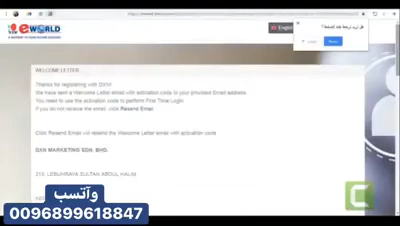 eWORLD
English
WELCOME LETTER
Thanks for registering with DXN!
We have sent a Welcome Letter email with activation code to your provided Email address.
You need to use the activation code to perform First Time Login.
If you do not receive the email, click Resend Email.
Click Resend Email will resend the Welcome Letter email with activation code
DXN MARKETING SDN. BHD.
213, LEBUHRAYA SULTAN ABDUL HALIM
وآتسب
0096899618847